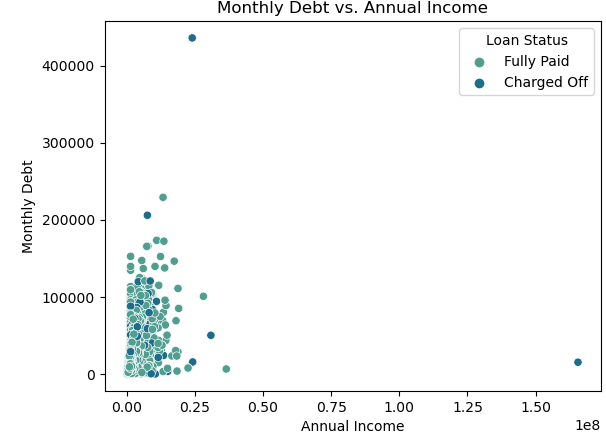 Monthly Debt vs. Annual Income
Loan Status
Fully Paid
Charged Off
400000
300000
200000
100000
0
Monthly Debt
0.00 0.25 0.50 0.75 1.00 1.25 1.50
1e8
Annual Income